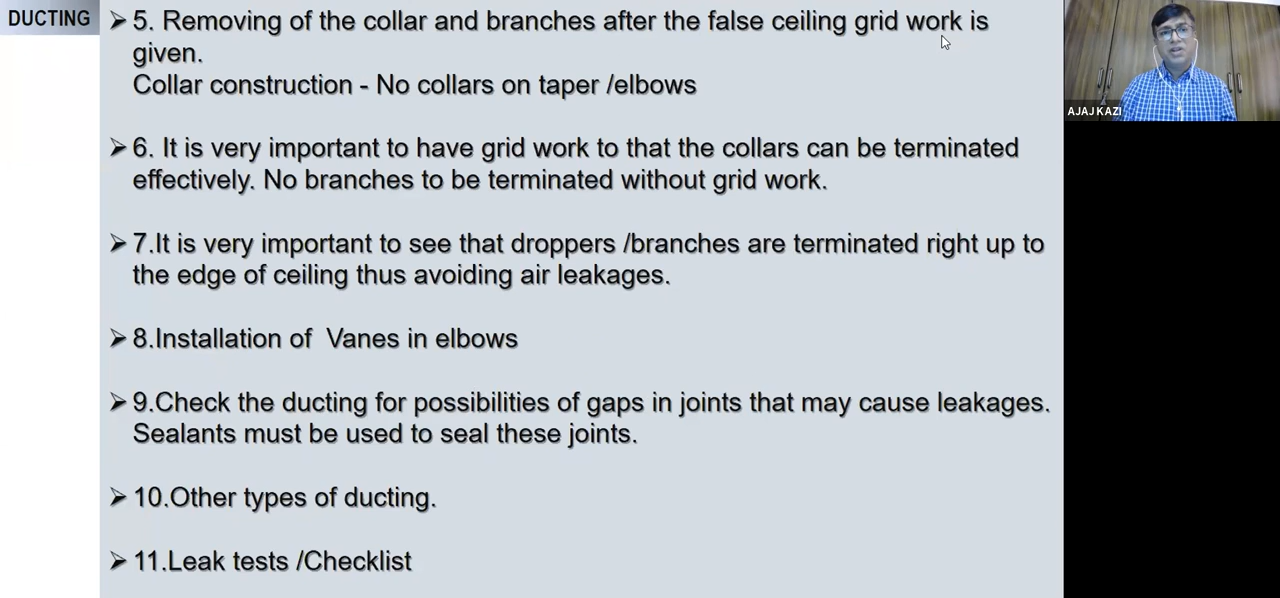 DUCTING
➢ 5. Removing of the collar and branches after the false ceiling grid work is
given.
Collar construction - No collars on taper /elbows
➢ 6. It is very important to have grid work to that the collars can be terminated
effectively. No branches to be terminated without grid work.
➢ 7.It is very important to see that droppers /branches are terminated right up to
the edge of ceiling thus avoiding air leakages.
➢ 8.Installation of Vanes in elbows
➢ 9.Check the ducting for possibilities of gaps in joints that may cause leakages.
Sealants must be used to seal these joints.
➢ 10.Other types of ducting.
➢ 11.Leak tests /Checklist
AJAJ KAZI